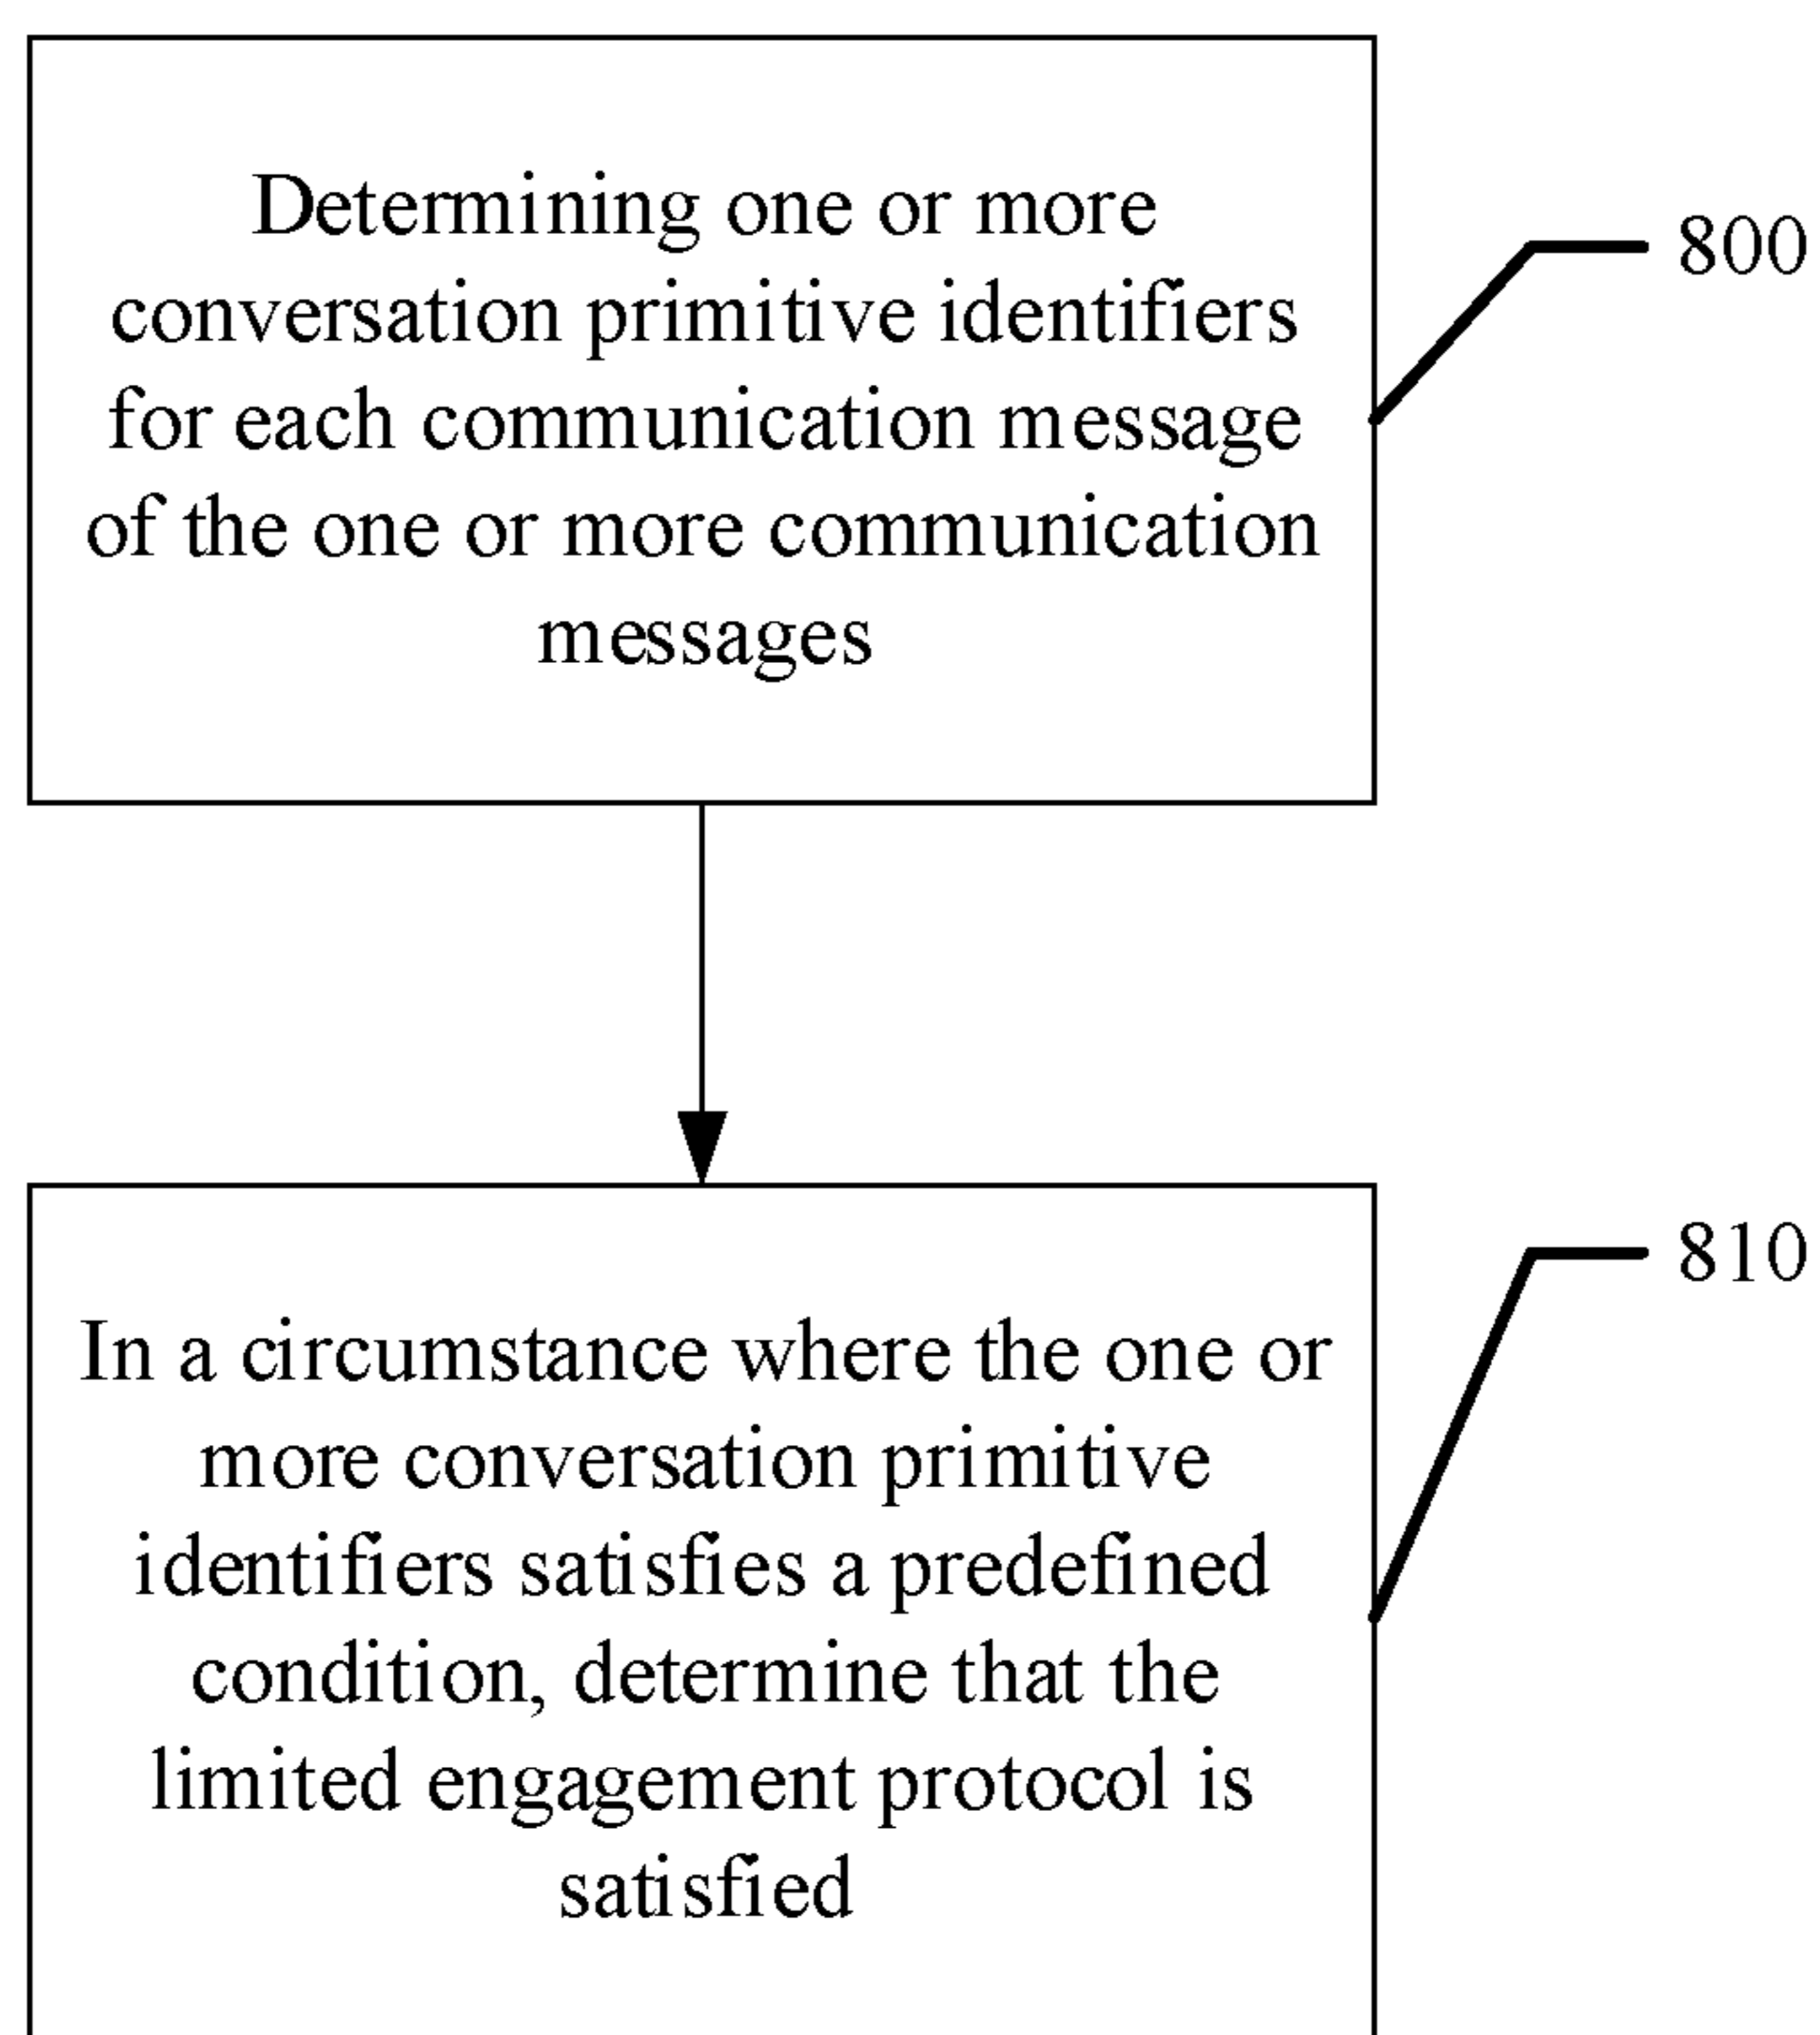 Determining one or more
conversation primitive identifiers
for each communication message
of the one or more communication
messages
800
In a circumstance where the one or
more conversation primitive
identifiers satisfies a predefined
condition, determine that the
limited engagement protocol is
satisfied
810